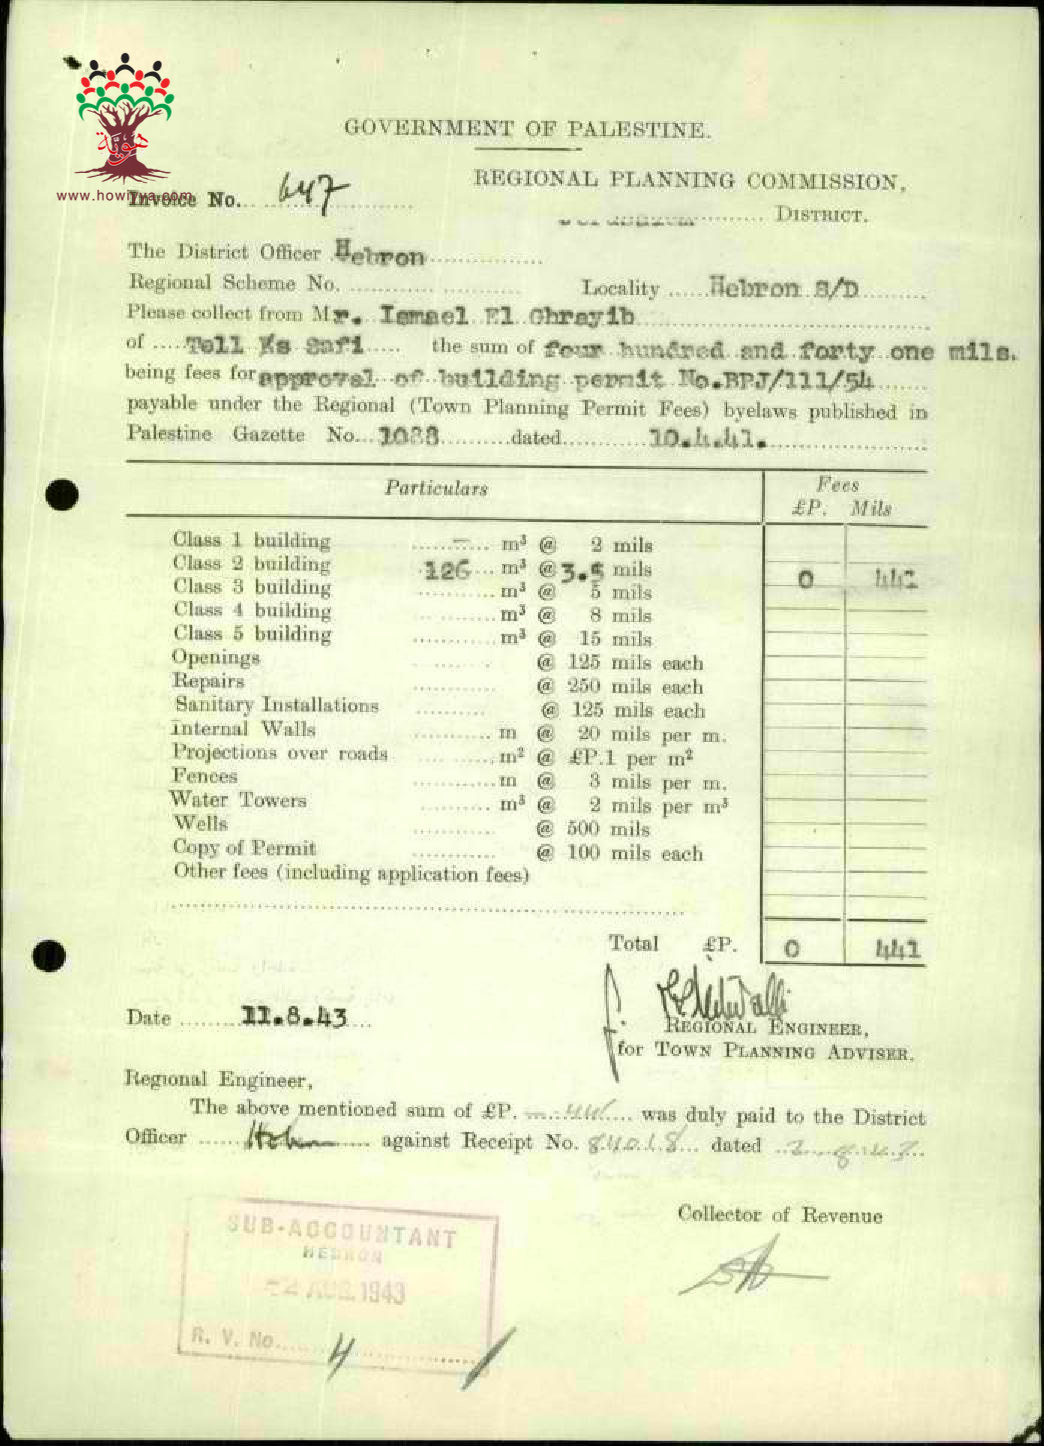 هوية
www.howiyya.com
GOVERNMENT OF PALESTINE.
REGIONAL PLANNING COMMISSION,
Invoice No. 647
DISTRICT.
The District Officer Hebron
Regional Scheme No. Locality Hebron S/D
Please collect from Mr. Ismael El Ghrayib
of Tell Es Safi the sum of four hundred and forty one mils.
being fees for approval of building permit No.BPJ/111/54
payable under the Regional (Town Planning Permit Fees) byelaws published in
Palestine Gazette No. 1088 dated 10.4.41.
Particulars Fees
£P. Mils
Class 1 building – m³ @ 2 mils
Class 2 building 126 m³ @ 3.5 mils 0 441
Class 3 building m³ @ 5 mils
Class 4 building m³ @ 8 mils
Class 5 building m³ @ 15 mils
Openings @ 125 mils each
Repairs @ 250 mils each
Sanitary Installations @ 125 mils each
Internal Walls m @ 20 mils per m.
Projections over roads m² @ £P.1 per m²
Fences m @ 3 mils per m.
Water Towers m³ @ 2 mils per m³
Wells @ 500 mils
Copy of Permit @ 100 mils each
Other fees (including application fees)
Total £P. 0 441
Date 11.8.43
REGIONAL ENGINEER,
for TOWN PLANNING ADVISER.
Regional Engineer,
The above mentioned sum of £P. – 441 was duly paid to the District
Officer against Receipt No. 84018 dated
Collector of Revenue
SUB-ACCOUNTANT
HEBRON
AUG 1943
R. V. No. 4